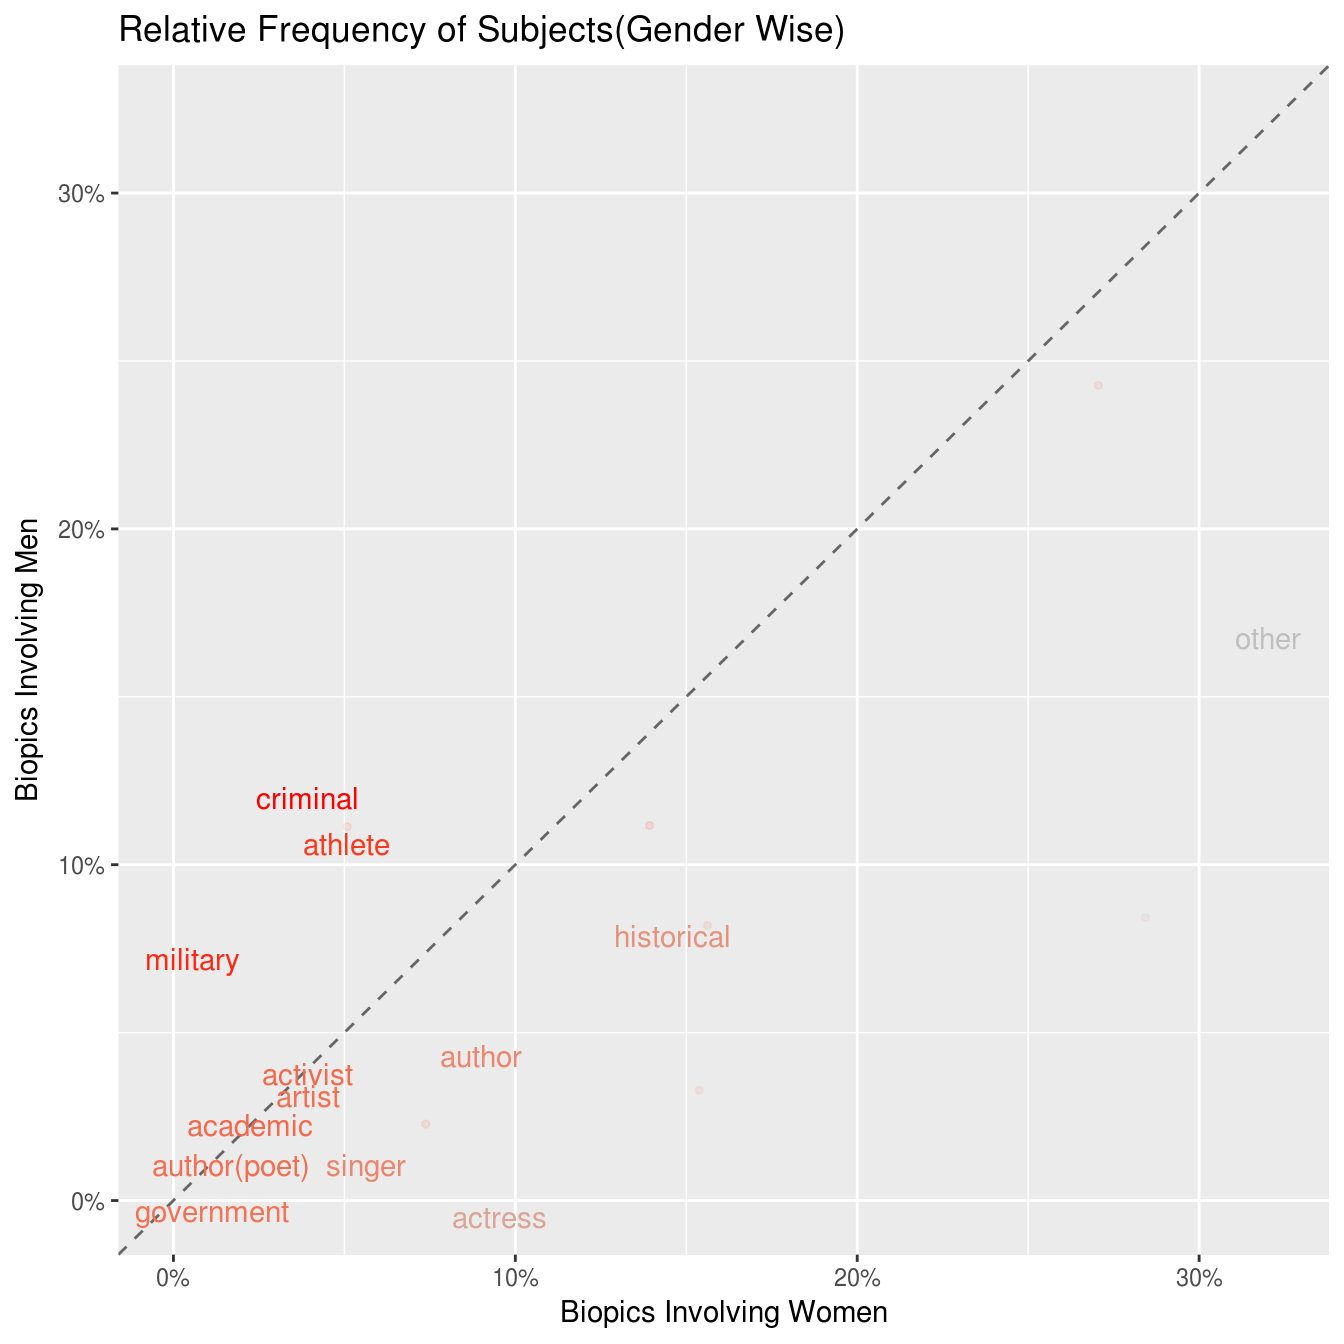 Relative Frequency of Subjects(Gender Wise)
30%
20%
10%
0%
Biopics Involving Men
other
criminal
athlete
historical
military
author
activist
artist
academic
author(poet)
singer
government
actress
0%
10%
20%
30%
Biopics Involving Women